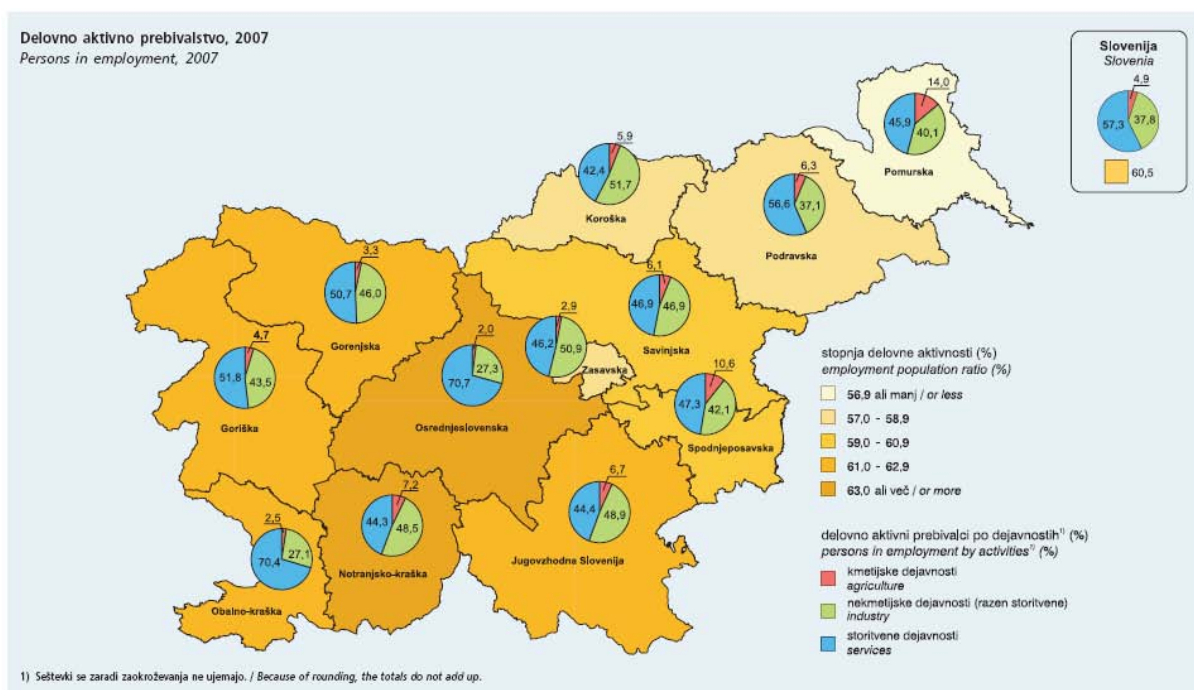 Delovno aktivno prebivalstvo, 2007
Persons in employment, 2007
Slovenija
Slovenia
4,9
57,3
37,8
60,5
14,0
45,9
40,1
Pomurska
5,9
42,4
51,7
Koroška
6,3
56,6
37,1
Podravska
3,3
50,7
46,0
Gorenjska
6,1
46,9
46,9
Savinjska
2,9
46,2
50,9
Zasavska
2,0
27,3
70,7
Osrednjeslovenska
4,7
51,8
43,5
Goriška
10,6
47,3
42,1
Spodnjeposavska
7,2
44,3
48,5
Notranjsko-kraška
6,7
44,4
48,9
Jugovzhodna Slovenija
2,5
27,1
70,4
Obalno-kraška
stopnja delovne aktivnosti (%)
employment population ratio (%)
56,9 ali manj / or less
57,0 - 58,9
59,0 - 60,9
61,0 - 62,9
63,0 ali več / or more
delovno aktivni prebivalci po dejavnostih¹⁾ (%)
persons in employment by activities¹⁾ (%)
kmetijske dejavnosti
agriculture
nekmetijske dejavnosti (razen storitvene)
industry
storitvene dejavnosti
services
1) Seštevki se zaradi zaokroževanja ne ujemajo. / Because of rounding, the totals do not add up.